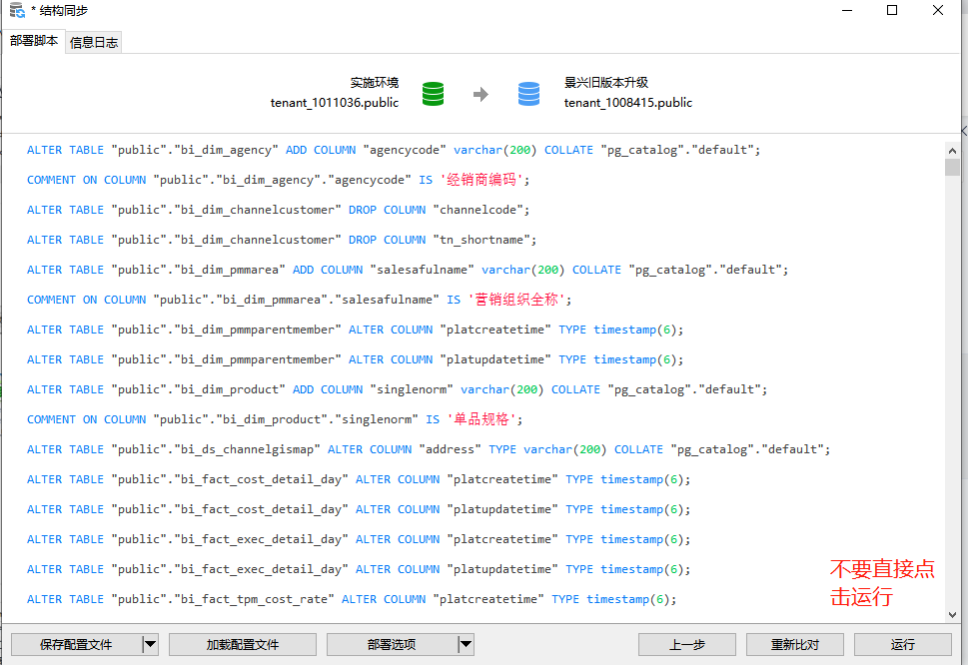 * 结构同步
部署脚本 信息日志
实施环境 景兴旧版本升级
tenant_1011036.public tenant_1008415.public
ALTER TABLE "public"."bi_dim_agency" ADD COLUMN "agencycode" varchar(200) COLLATE "pg_catalog"."default";
COMMENT ON COLUMN "public"."bi_dim_agency"."agencycode" IS '经销商编码';
ALTER TABLE "public"."bi_dim_channelcustomer" DROP COLUMN "channelcode";
ALTER TABLE "public"."bi_dim_channelcustomer" DROP COLUMN "tn_shortname";
ALTER TABLE "public"."bi_dim_pmmarea" ADD COLUMN "salesafulname" varchar(200) COLLATE "pg_catalog"."default";
COMMENT ON COLUMN "public"."bi_dim_pmmarea"."salesafulname" IS '营销组织全称';
ALTER TABLE "public"."bi_dim_pmmparentmember" ALTER COLUMN "platcreatetime" TYPE timestamp(6);
ALTER TABLE "public"."bi_dim_pmmparentmember" ALTER COLUMN "platupdatetime" TYPE timestamp(6);
ALTER TABLE "public"."bi_dim_product" ADD COLUMN "singlenorm" varchar(200) COLLATE "pg_catalog"."default";
COMMENT ON COLUMN "public"."bi_dim_product"."singlenorm" IS '单品规格';
ALTER TABLE "public"."bi_ds_channelgismap" ALTER COLUMN "address" TYPE varchar(200) COLLATE "pg_catalog"."default";
ALTER TABLE "public"."bi_fact_cost_detail_day" ALTER COLUMN "platcreatetime" TYPE timestamp(6);
ALTER TABLE "public"."bi_fact_cost_detail_day" ALTER COLUMN "platupdatetime" TYPE timestamp(6);
ALTER TABLE "public"."bi_fact_exec_detail_day" ALTER COLUMN "platcreatetime" TYPE timestamp(6);
ALTER TABLE "public"."bi_fact_exec_detail_day" ALTER COLUMN "platupdatetime" TYPE timestamp(6);
ALTER TABLE "public"."bi_fact_tpm_cost_rate" ALTER COLUMN "platcreatetime" TYPE timestamp(6);
不要直接点
击运行
保存配置文件 加载配置文件 部署选项 上一步 重新比对 运行